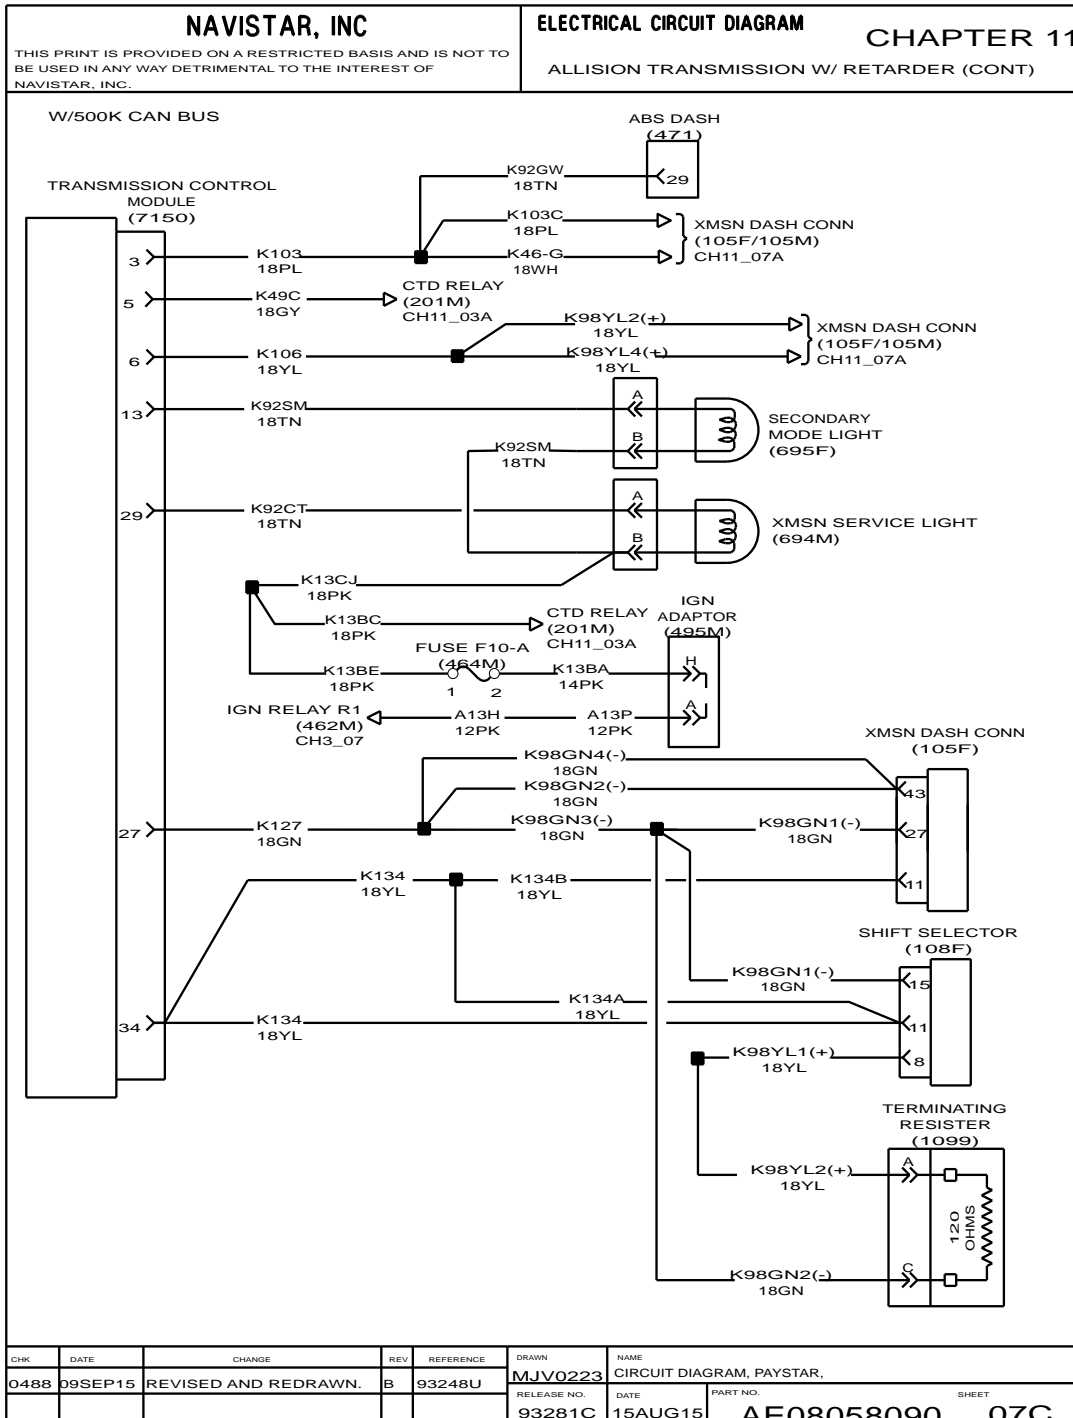 NAVISTAR, INC
THIS PRINT IS PROVIDED ON A RESTRICTED BASIS AND IS NOT TO
BE USED IN ANY WAY DETRIMENTAL TO THE INTEREST OF
NAVISTAR, INC.
ELECTRICAL CIRCUIT DIAGRAM
CHAPTER 11
ALLISION TRANSMISSION W/ RETARDER (CONT)
W/500K CAN BUS
ABS DASH
(471)
K92GW
18TN
29
TRANSMISSION CONTROL
MODULE
(7150)
K103C
18PL
XMSN DASH CONN
(105F/105M)
CH11_07A
3
K103
18PL
K46-G
18WH
5
K49C
18GY
CTD RELAY
(201M)
CH11_03A
K98YL2(+)
18YL
XMSN DASH CONN
(105F/105M)
CH11_07A
6
K106
18YL
K98YL4(+)
18YL
13
K92SM
18TN
A
SECONDARY
MODE LIGHT
(695F)
K92SM
18TN
B
29
K92CT
18TN
A
XMSN SERVICE LIGHT
(694M)
B
K13CJ
18PK
K13BC
18PK
CTD RELAY
(201M)
CH11_03A
IGN
ADAPTOR
(495M)
FUSE F10-A
(464M)
K13BE
18PK
1
2
K13BA
14PK
H
IGN RELAY R1
(462M)
CH3_07
A13H
12PK
A13P
12PK
A
XMSN DASH CONN
(105F)
K98GN4(-)
18GN
K98GN2(-)
18GN
43
27
K127
18GN
K98GN3(-)
18GN
K98GN1(-)
18GN
27
K134
18YL
K134B
18YL
11
SHIFT SELECTOR
(108F)
K98GN1(-)
18GN
15
K134A
18YL
34
K134
18YL
11
K98YL1(+)
18YL
8
TERMINATING
RESISTER
(1099)
K98YL2(+)
18YL
A
120
OHMS
K98GN2(-)
18GN
C
CHK
DATE
CHANGE
REV
REFERENCE
DRAWN
NAME
0488
09SEP15
REVISED AND REDRAWN.
B
93248U
MJV0223
CIRCUIT DIAGRAM, PAYSTAR,
RELEASE NO.
DATE
PART NO.
SHEET
93281C
15AUG15
AE08058090
07C